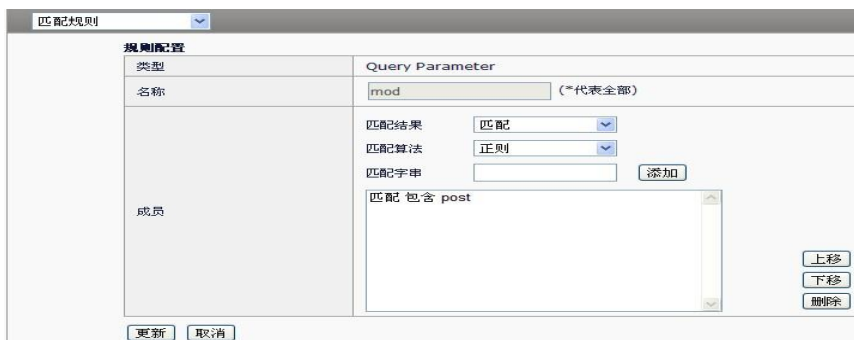 匹配规则
规则配置
类型 Query Parameter
名称 mod (*代表全部)
匹配结果 匹配
匹配算法 正则
匹配字串 添加
成员
匹配 包含 post
上移
下移
删除
更新 取消